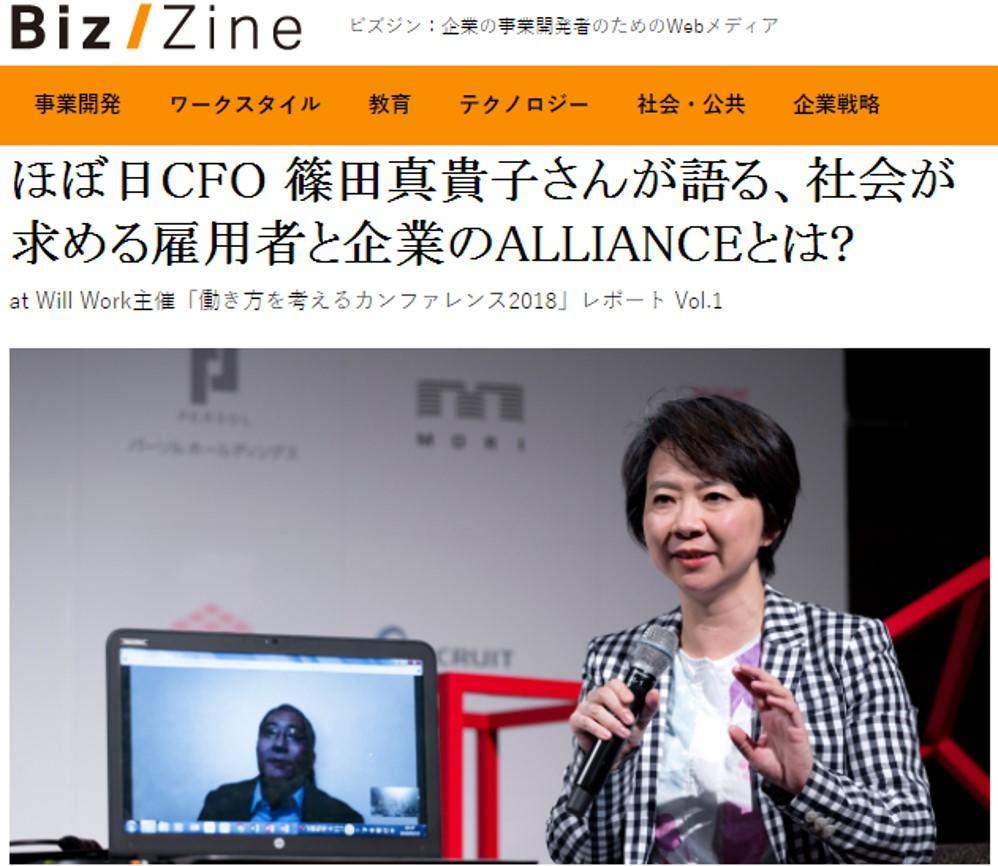 Biz/Zine
ビズジン：企業の事業開発者のためのWebメディア
事業開発 ワークスタイル 教育 テクノロジー 社会・公共 企業戦略
ほぼ日CFO 篠田真貴子さんが語る、社会が
求める雇用者と企業のALLIANCEとは?
at Will Work主催「働き方を考えるカンファレンス2018」レポート Vol.1
PERSOL
パーソルホールディングス
MORI
CRUIT
hp